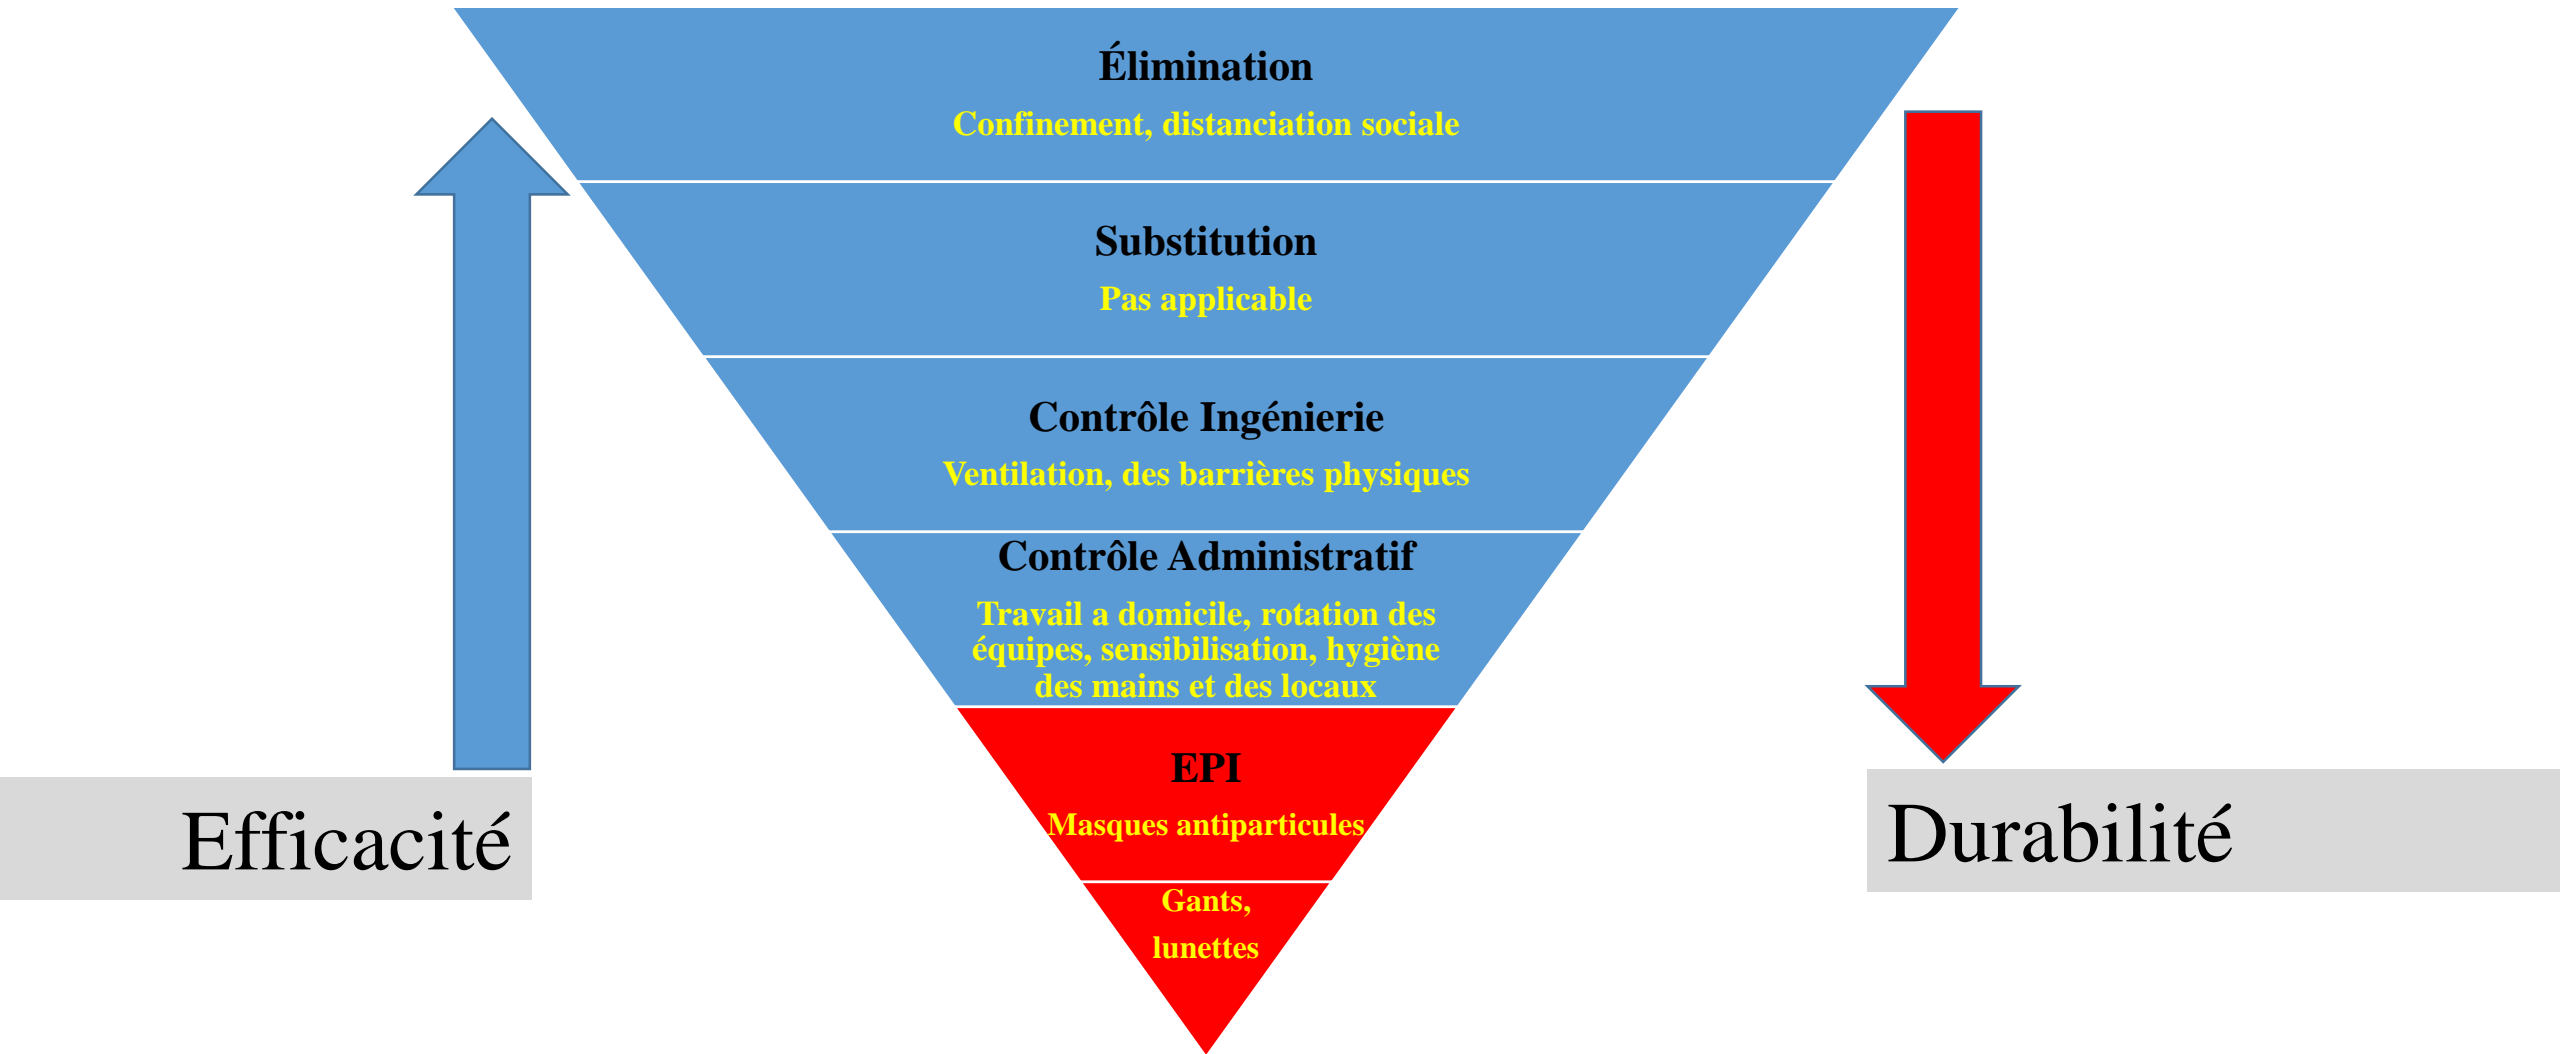 Élimination
Confinement, distanciation sociale
Substitution
Pas applicable
Contrôle Ingénierie
Ventilation, des barrières physiques
Contrôle Administratif
Travail a domicile, rotation des
équipes, sensibilisation, hygiène
des mains et des locaux
EPI
Masques antiparticules
Gants,
lunettes
Efficacité
Durabilité